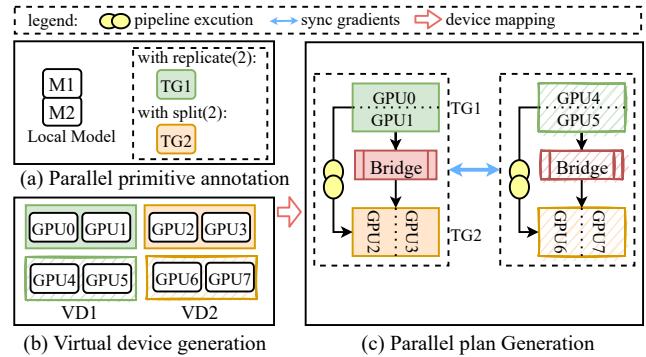 legend: pipeline excution sync gradients device mapping
M1
M2
Local Model
with replicate(2):
TG1
with split(2):
TG2
(a) Parallel primitive annotation
GPU0 GPU1 GPU2 GPU3
GPU4 GPU5 GPU6 GPU7
VD1 VD2
(b) Virtual device generation
GPU0
GPU1
TG1
Bridge
GPU2
GPU3
TG2
GPU4
GPU5
Bridge
GPU6
GPU7
(c) Parallel plan Generation